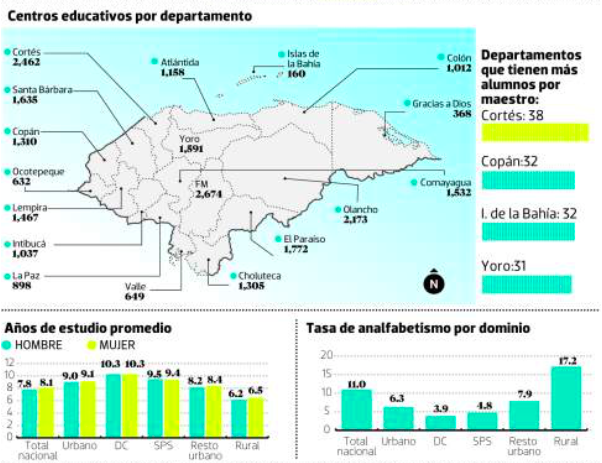 Centros educativos por departamento
Cortés
2,462
Atlántida
1,158
Islas de
la Bahía
160
Colón
1,012
Santa Bárbara
1,635
Gracias a Dios
368
Copán
1,310
Yoro
1,591
Ocotepeque
632
FM
2,674
Comayagua
1,532
Lempira
1,467
Olancho
2,173
Intibucá
1,037
El Paraíso
1,772
La Paz
898
Valle
649
Choluteca
1,305
N
Departamentos
que tienen más
alumnos por
maestro:
Cortés: 38
Copán:32
I. de la Bahía: 32
Yoro:31
Años de estudio promedio
HOMBRE MUJER
12
10
8
6
4
2
0
7.8 8.1 9.0 9.1 10.3 10.3 9.5 9.4 8.2 8.4 6.2 6.5
Total
nacional
Urbano
DC
SPS
Resto
urbano
Rural
Tasa de analfabetismo por dominio
20
15
10
5
0
11.0 6.3 3.9 4.8 7.9 17.2
Total
nacional
Urbano
DC
SPS
Resto
urbano
Rural